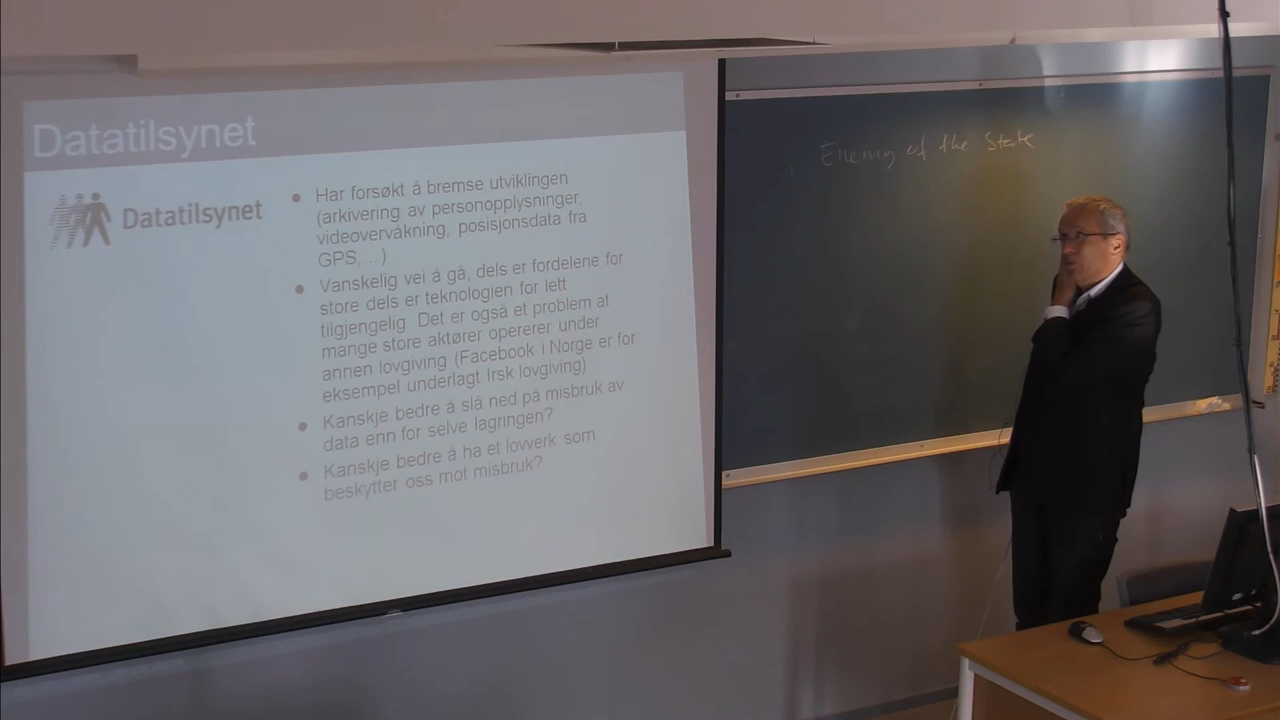 Datatilsynet
Datatilsynet
• Har forsøkt å bremse utviklingen
(arkivering av personopplysninger,
videovervåkning, posisjonsdata fra
GPS,...)
• Vanskelig vei å gå, dels er fordelene for
store dels er teknologien for lett
tilgjengelig. Det er også et problem at
mange store aktører opererer under
annen lovgiving (Facebook i Norge er for
eksempel underlagt Irsk lovgiving)
• Kanskje bedre å slå ned på misbruk av
data enn for selve lagringen?
• Kanskje bedre å ha et lovverk som
beskytter oss mot misbruk?
Enemy of the State